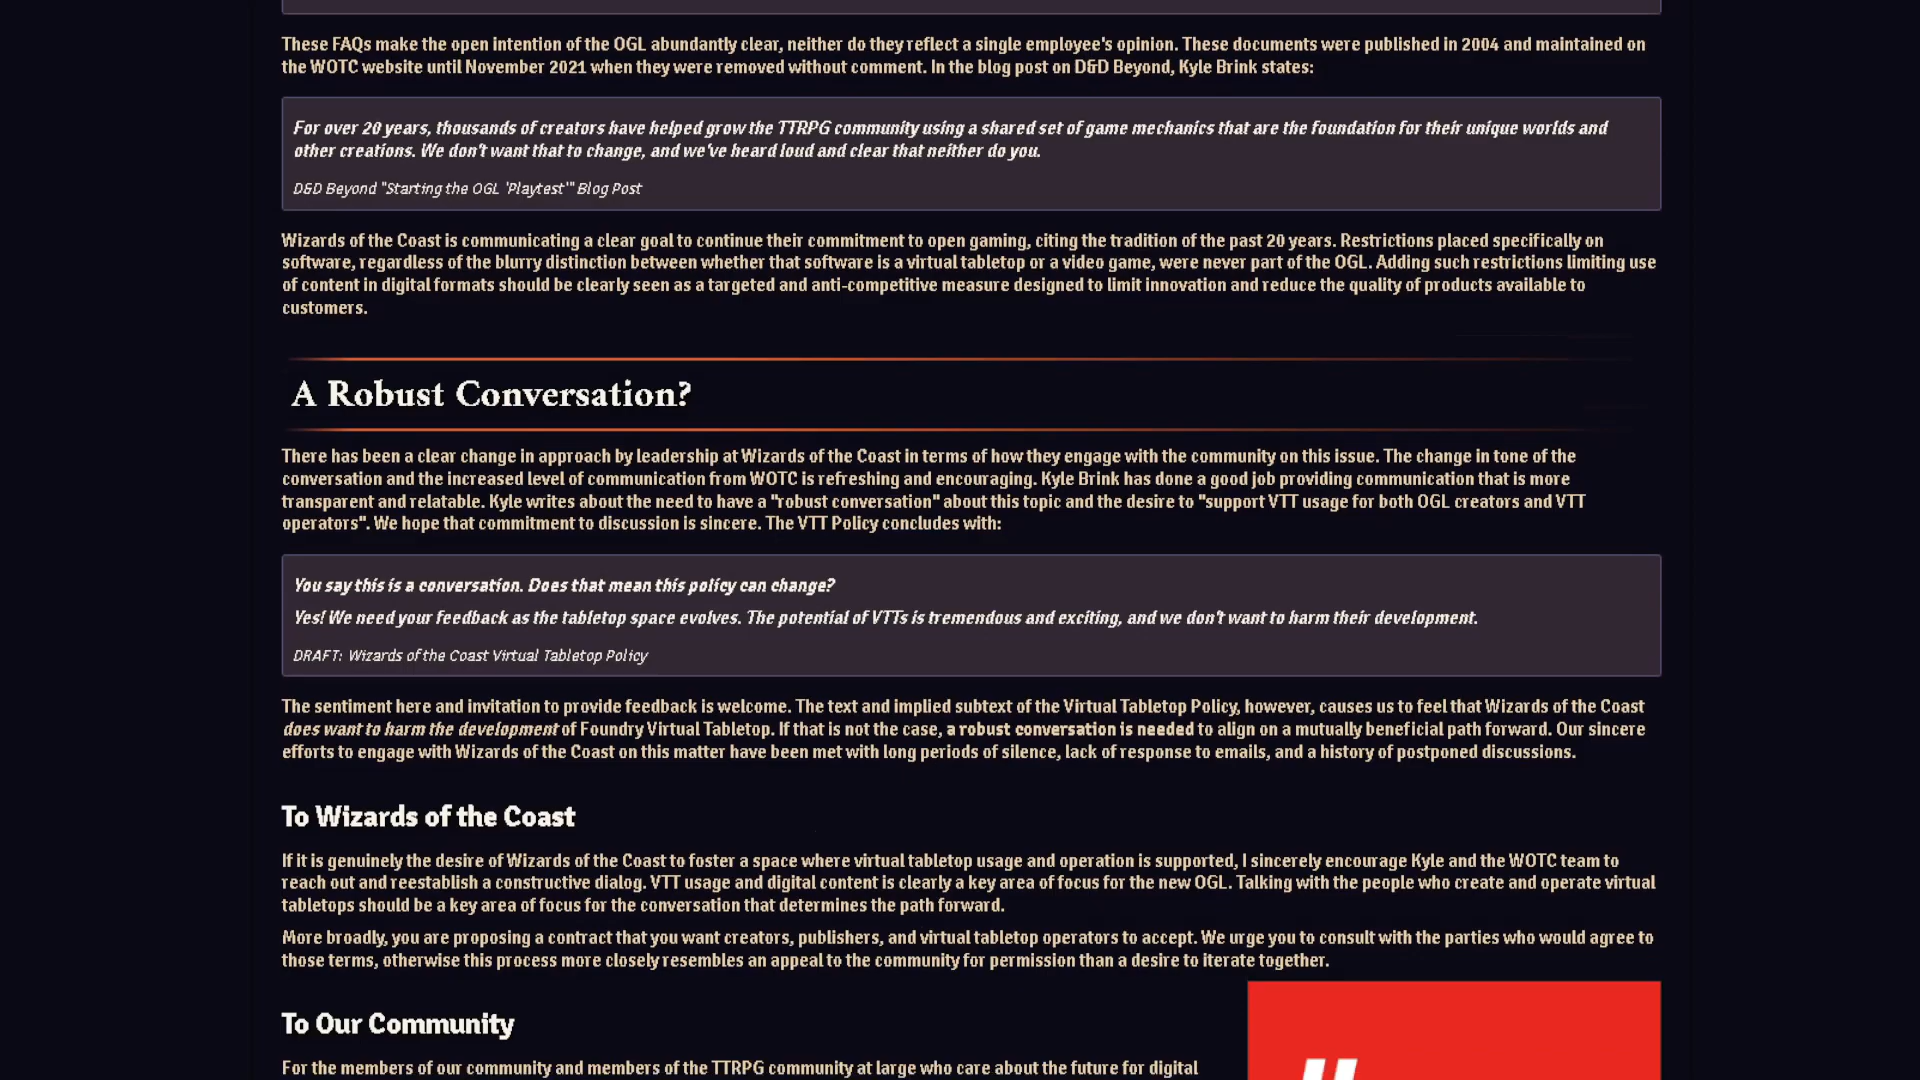 These FAQs make the open intention of the OGL abundantly clear, neither do they reflect a single employee's opinion. These documents were published in 2004 and maintained on
the WOTC website until November 2021 when they were removed without comment. In the blog post on D&D Beyond, Kyle Brink states:
For over 20 years, thousands of creators have helped grow the TTRPG community using a shared set of game mechanics that are the foundation for their unique worlds and
other creations. We don't want that to change, and we've heard loud and clear that neither do you.
D&D Beyond "Starting the OGL 'Playtest'" Blog Post
Wizards of the Coast is communicating a clear goal to continue their commitment to open gaming, citing the tradition of the past 20 years. Restrictions placed specifically on
software, regardless of the blurry distinction between whether that software is a virtual tabletop or a video game, were never part of the OGL. Adding such restrictions limiting use
of content in digital formats should be clearly seen as a targeted and anti-competitive measure designed to limit innovation and reduce the quality of products available to
customers.
A Robust Conversation?
There has been a clear change in approach by leadership at Wizards of the Coast in terms of how they engage with the community on this issue. The change in tone of the
conversation and the increased level of communication from WOTC is refreshing and encouraging. Kyle Brink has done a good job providing communication that is more
transparent and relatable. Kyle writes about the need to have a "robust conversation" about this topic and the desire to "support VTT usage for both OGL creators and VTT
operators". We hope that commitment to discussion is sincere. The VTT Policy concludes with:
You say this is a conversation. Does that mean this policy can change?
Yes! We need your feedback as the tabletop space evolves. The potential of VTTs is tremendous and exciting, and we don't want to harm their development.
DRAFT: Wizards of the Coast Virtual Tabletop Policy
The sentiment here and invitation to provide feedback is welcome. The text and implied subtext of the Virtual Tabletop Policy, however, causes us to feel that Wizards of the Coast
does want to harm the development of Foundry Virtual Tabletop. If that is not the case, a robust conversation is needed to align on a mutually beneficial path forward. Our sincere
efforts to engage with Wizards of the Coast on this matter have been met with long periods of silence, lack of response to emails, and a history of postponed discussions.
To Wizards of the Coast
If it is genuinely the desire of Wizards of the Coast to foster a space where virtual tabletop usage and operation is supported, I sincerely encourage Kyle and the WOTC team to
reach out and reestablish a constructive dialog. VTT usage and digital content is clearly a key area of focus for the new OGL. Talking with the people who create and operate virtual
tabletops should be a key area of focus for the conversation that determines the path forward.
More broadly, you are proposing a contract that you want creators, publishers, and virtual tabletop operators to accept. We urge you to consult with the parties who would agree to
those terms, otherwise this process more closely resembles an appeal to the community for permission than a desire to iterate together.
To Our Community
For the members of our community and members of the TTRPG community at large who care about the future for digital